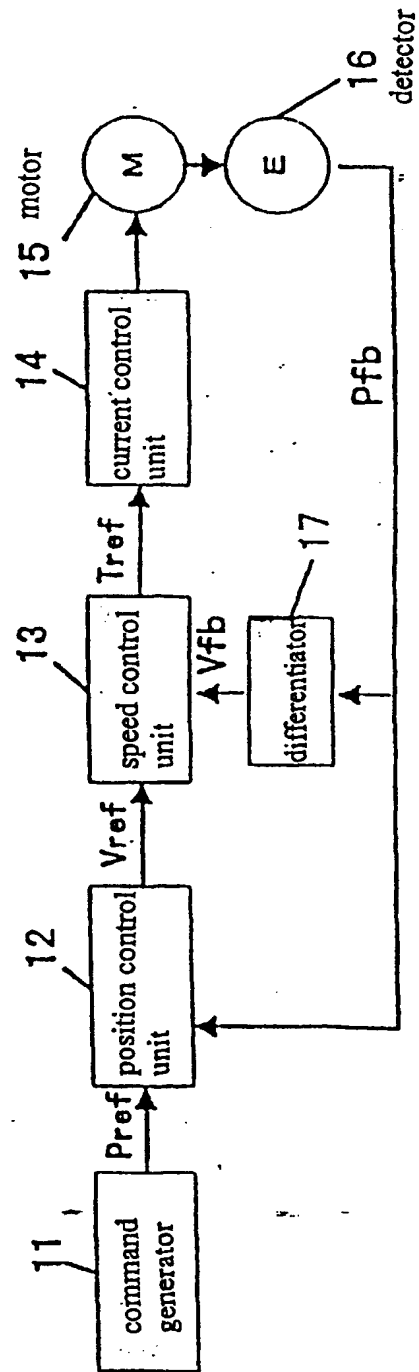 11
command
generator
Pref
12
position control
unit
Vref
13
speed control
unit
Tref
14
current control
unit
15
motor
M
E
16
detector
Vfb
17
differentiator
Pfb